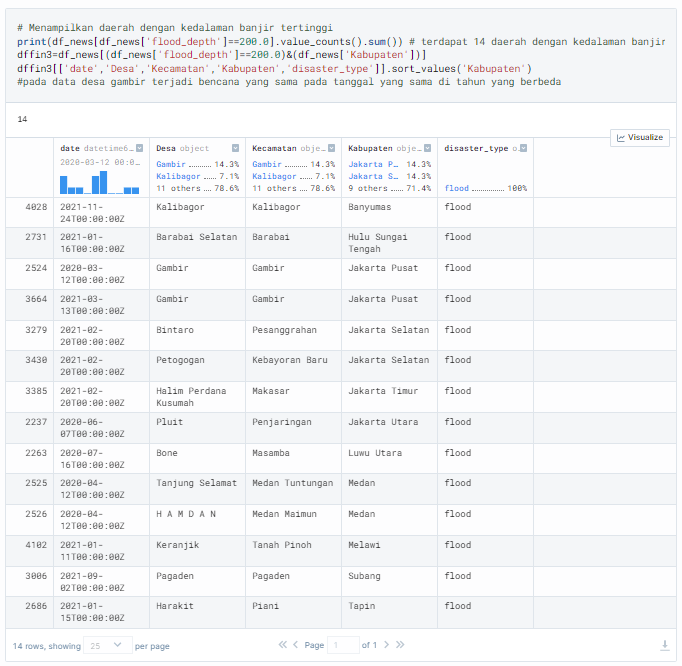 # Menampilkan daerah dengan kedalaman banjir tertinggi
print(df_news[df_news['flood_depth']==200.0].value_counts().sum()) # terdapat 14 daerah dengan kedalaman banjir
dffin3=df_news[(df_news['flood_depth']==200.0)&(df_news['Kabupaten'])]
dffin3[['date','Desa','Kecamatan','Kabupaten','disaster_type']].sort_values('Kabupaten')
#pada data desa gambir terjadi bencana yang sama pada tanggal yang sama di tahun yang berbeda
14
Visualize
date datetime6… Desa object Kecamatan obje… Kabupaten obje… disaster_type o…
2020-03-12 00:0… Gambir 14.3% Gambir 14.3% Jakarta P… 14.3%
Kalibagor 7.1% Kalibagor 7.1% Jakarta S… 14.3%
11 others 78.6% 11 others 78.6% 9 others 71.4% flood 100%
4028 2021-11-24T00:00:00Z Kalibagor Kalibagor Banyumas flood
2731 2021-01-16T00:00:00Z Barabai Selatan Barabai Hulu Sungai Tengah flood
2524 2020-03-12T00:00:00Z Gambir Gambir Jakarta Pusat flood
3664 2021-03-13T00:00:00Z Gambir Gambir Jakarta Pusat flood
3279 2021-02-20T00:00:00Z Bintaro Pesanggrahan Jakarta Selatan flood
3430 2021-02-20T00:00:00Z Petogogan Kebayoran Baru Jakarta Selatan flood
3385 2021-02-20T00:00:00Z Halim Perdana Kusumah Makasar Jakarta Timur flood
2237 2020-06-07T00:00:00Z Pluit Penjaringan Jakarta Utara flood
2263 2020-07-16T00:00:00Z Bone Masamba Luwu Utara flood
2525 2020-04-12T00:00:00Z Tanjung Selamat Medan Tuntungan Medan flood
2526 2020-04-12T00:00:00Z H A M D A N Medan Maimun Medan flood
4102 2021-01-11T00:00:00Z Keranjik Tanah Pinoh Melawi flood
3006 2021-09-02T00:00:00Z Pagaden Pagaden Subang flood
2686 2021-01-15T00:00:00Z Harakit Piani Tapin flood
14 rows, showing 25 per page << < Page 1 of 1 > >>